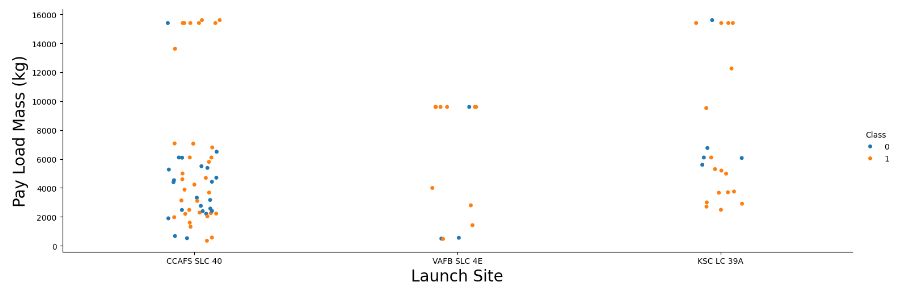 Pay Load Mass (kg)
16000
14000
12000
10000
8000
6000
4000
2000
0
CCAFS SLC 40
VAFB SLC 4E
KSC LC 39A
Launch Site
Class
0
1